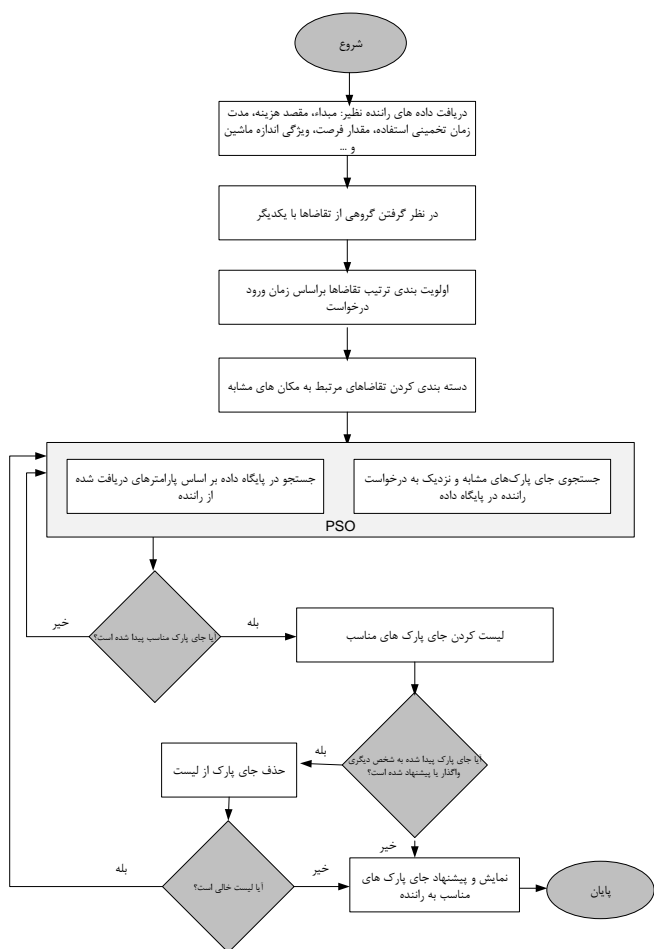 شروع
دریافت داده های راننده نظیر: مبداء، مقصد هزینه، مدت
زمان تخمینی استفاده، مقدار فرصت، ویژگی اندازه ماشین
و ...
در نظر گرفتن گروهی از تقاضاها با یکدیگر
اولویت بندی ترتیب تقاضاها براساس زمان ورود
درخواست
دسته بندی کردن تقاضاهای مرتبط به مکان های مشابه
جستجوی جای پارک‌های مشابه و نزدیک به درخواست
راننده در پایگاه داده
جستجو در پایگاه داده بر اساس پارامترهای دریافت شده
از راننده
PSO
آیا جای پارک مناسب پیدا شده است؟
خیر
بله
لیست کردن جای پارک های مناسب
آیا جای پارک پیدا شده به شخص دیگری
واگذار یا پیشنهاد شده است؟
بله
حذف جای پارک از لیست
خیر
آیا لیست خالی است؟
بله
خیر
نمایش و پیشنهاد جای پارک های
مناسب به راننده
پایان